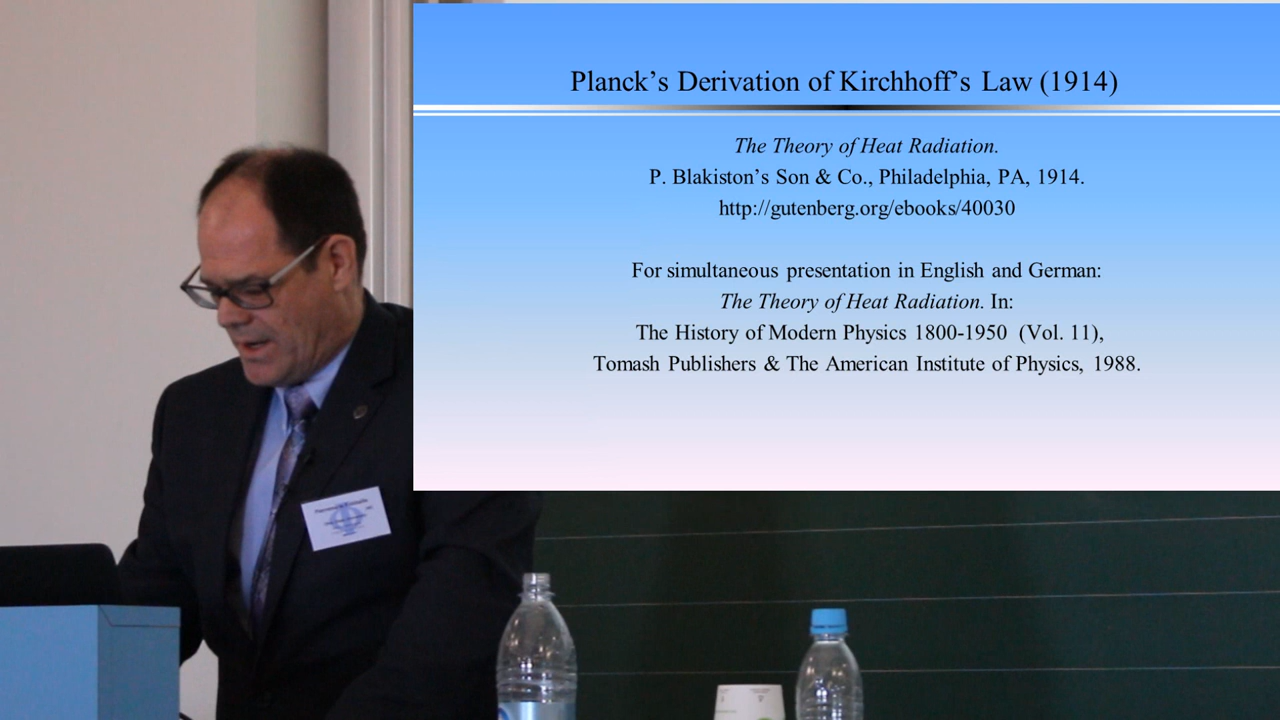 Planck’s Derivation of Kirchhoff’s Law (1914)
The Theory of Heat Radiation.
P. Blakiston’s Son & Co., Philadelphia, PA, 1914.
http://gutenberg.org/ebooks/40030
For simultaneous presentation in English and German:
The Theory of Heat Radiation. In:
The History of Modern Physics 1800-1950 (Vol. 11),
Tomash Publishers & The American Institute of Physics, 1988.